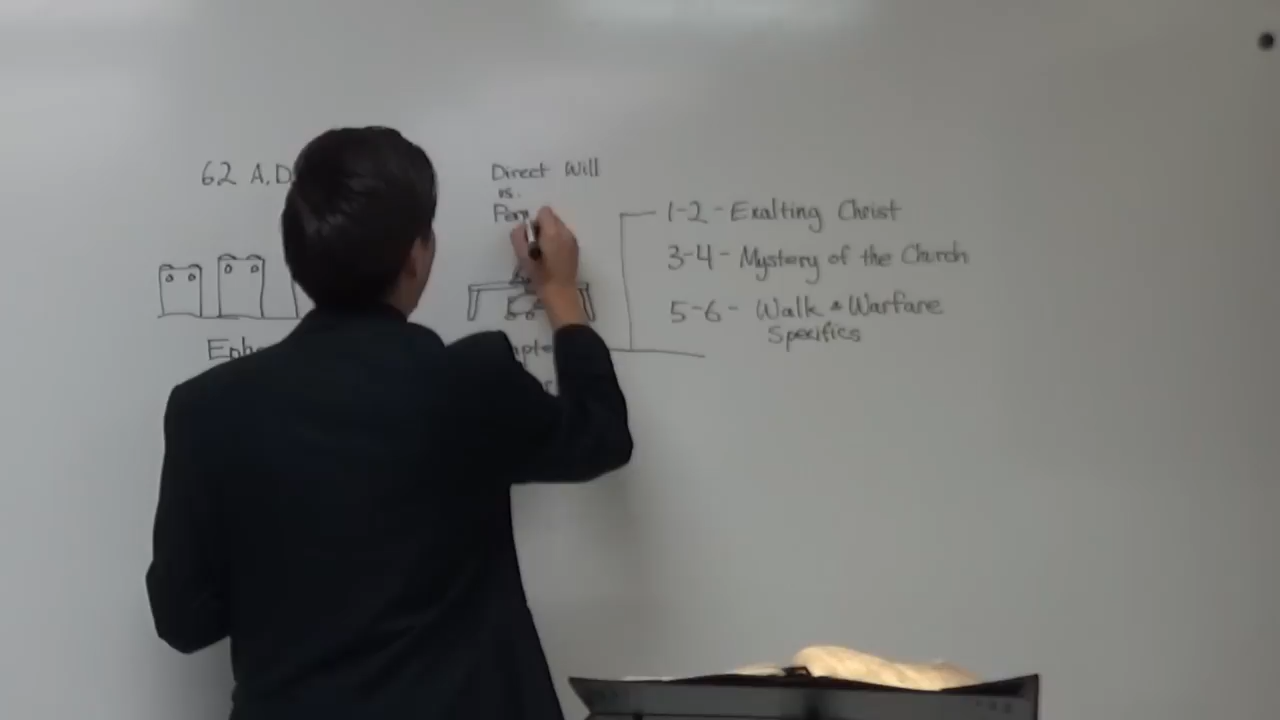 62 A.D.
Direct Will
vs.
Per
1-2 - Exalting Christ
3-4 - Mystery of the Church
5-6 - Walk & Warfare
Specifics